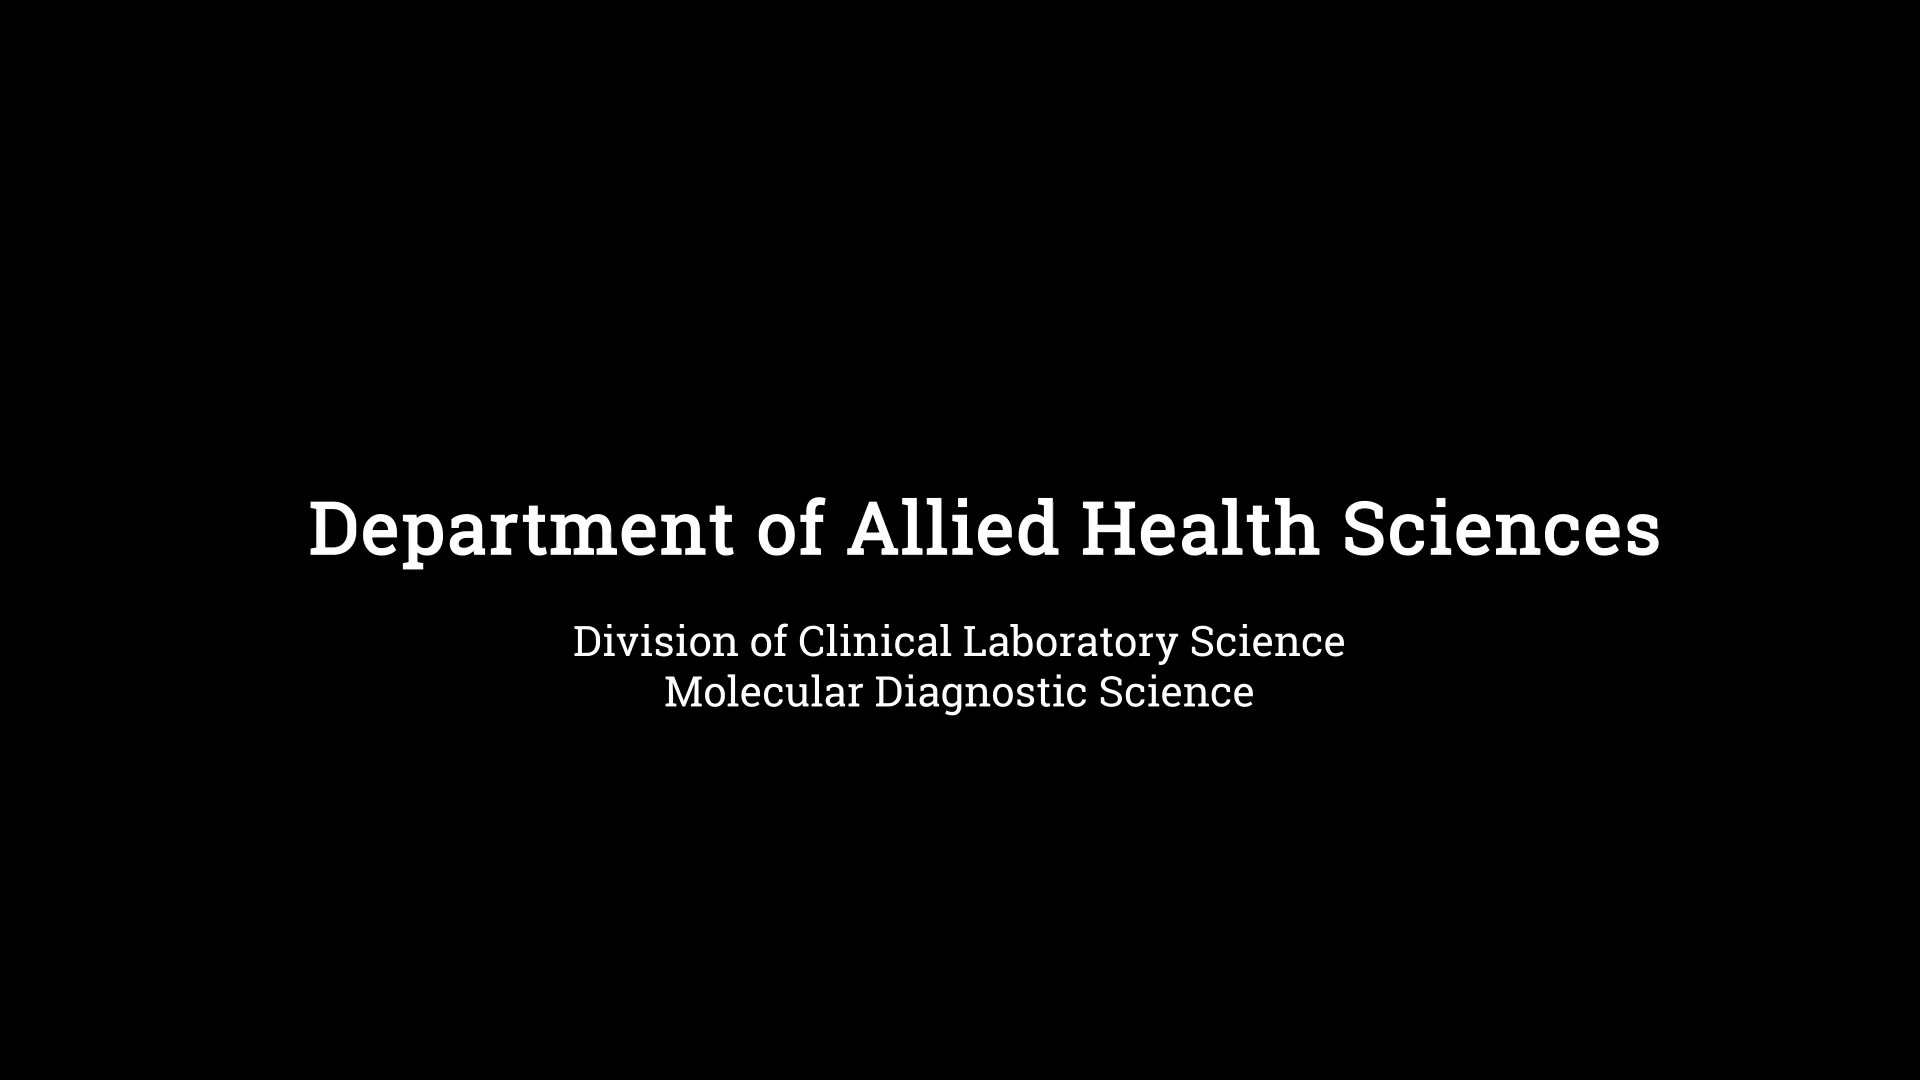 Department of Allied Health Sciences
Division of Clinical Laboratory Science
Molecular Diagnostic Science